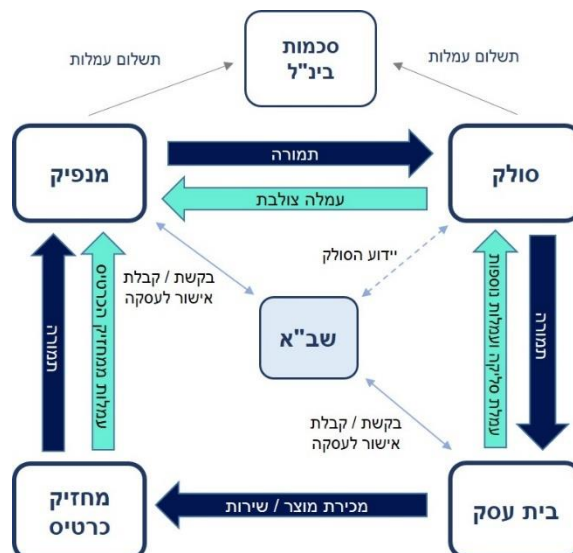 סכמות
בינ"ל
תשלום עמלות
תשלום עמלות
סולק
תמורה
מנפיק
עמלה צולבת
יידוע הסולק
בקשת / קבלת
אישור לעסקה
שב"א
תמורה
עמלת סליקה ועמלות נוספות
עמלות ממחזיק הכרטיס
תמורה
בקשת / קבלת
אישור לעסקה
בית עסק
מכירת מוצר / שירות
מחזיק
כרטיס